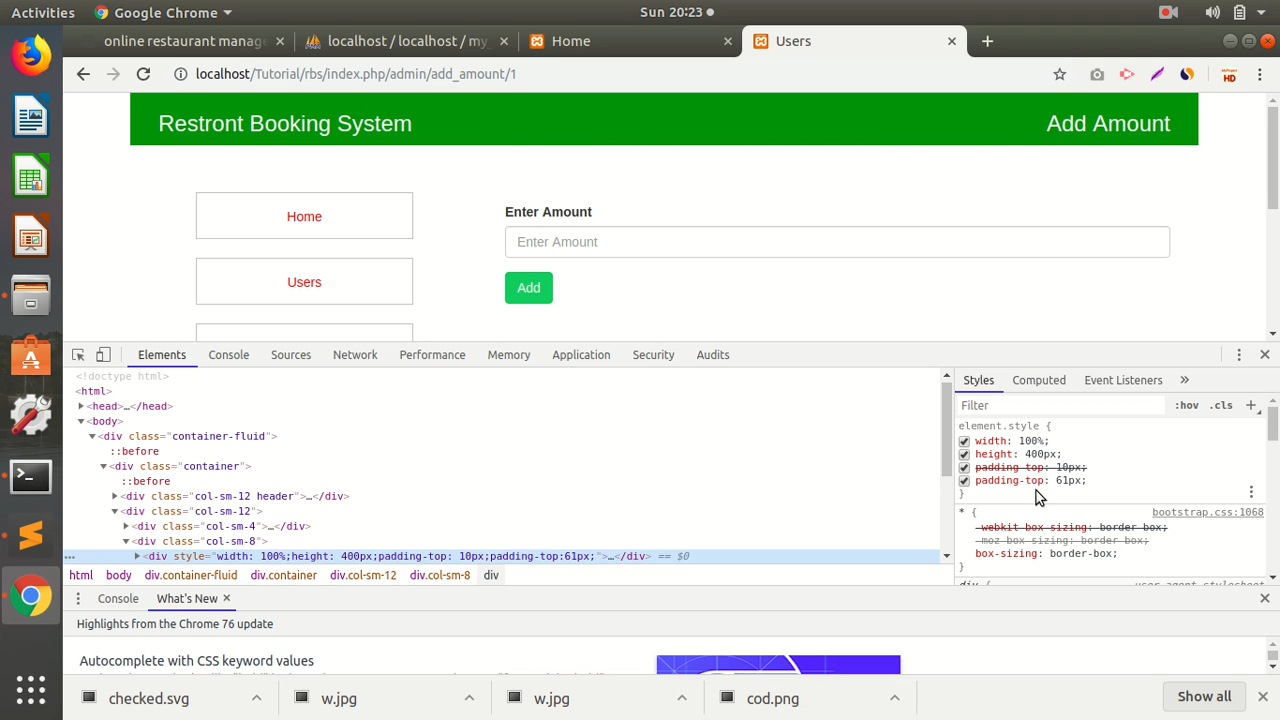 Activities Google Chrome Sun 20:23
localhost / localhost / my_ Home Users
localhost/Tutorial/rbs/index.php/admin/add_amount/1 HD
Restront Booking System Add Amount
Home
Enter Amount
Enter Amount
Users
Add
Elements Console Sources Network Performance Memory Application Security Audits
<!doctype html>
<html>
<head>…</head>
<body>
<div class="container-fluid">
::before
<div class="container">
::before
<div class="col-sm-12 header">…</div>
<div class="col-sm-12">
<div class="col-sm-4">…</div>
<div class="col-sm-8">
… <div style="width: 100%;height: 400px;padding-top: 10px;padding-top:61px;">…</div> == $0
html body div.container-fluid div.container div.col-sm-12 div.col-sm-8 div
Styles Computed Event Listeners »
Filter :hov .cls +
element.style {
width: 100%;
height: 400px;
padding-top: 10px;
padding-top: 61px;
}
* { bootstrap.css:1068
-webkit-box-sizing: border-box;
-moz-box-sizing: border-box;
box-sizing: border-box;
}
div { user agent stylesheet
Console What's New
Highlights from the Chrome 76 update
Autocomplete with CSS keyword values
checked.svg w.jpg w.jpg cod.png Show all